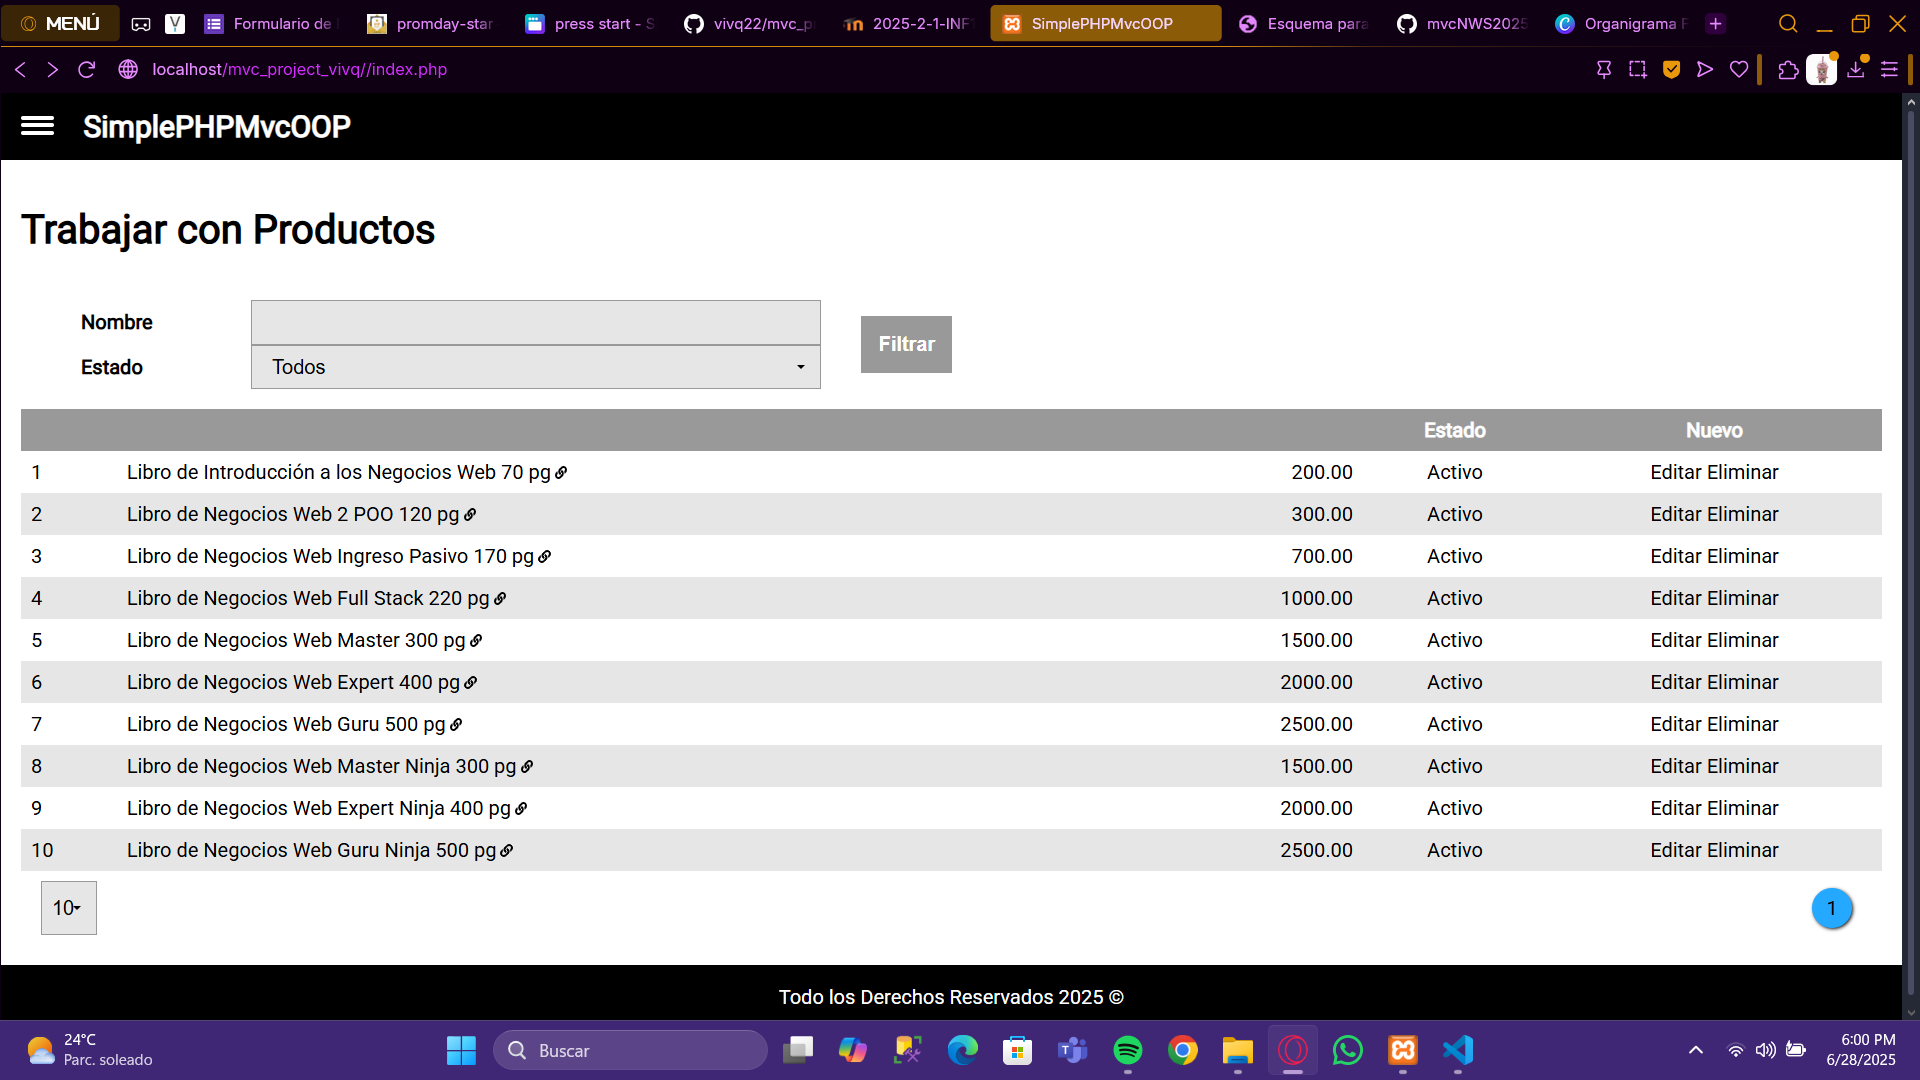 MENÚ
Formulario de
promday-star
press start - S
vivq22/mvc_p
2025-2-1-INF
SimplePHPMvcOOP
Esquema para
mvcNWS2025
Organigrama F
localhost/mvc_project_vivq//index.php
SimplePHPMvcOOP
Trabajar con Productos
Nombre
Estado Todos
Filtrar
Estado Nuevo
1 Libro de Introducción a los Negocios Web 70 pg 200.00 Activo Editar Eliminar
2 Libro de Negocios Web 2 POO 120 pg 300.00 Activo Editar Eliminar
3 Libro de Negocios Web Ingreso Pasivo 170 pg 700.00 Activo Editar Eliminar
4 Libro de Negocios Web Full Stack 220 pg 1000.00 Activo Editar Eliminar
5 Libro de Negocios Web Master 300 pg 1500.00 Activo Editar Eliminar
6 Libro de Negocios Web Expert 400 pg 2000.00 Activo Editar Eliminar
7 Libro de Negocios Web Guru 500 pg 2500.00 Activo Editar Eliminar
8 Libro de Negocios Web Master Ninja 300 pg 1500.00 Activo Editar Eliminar
9 Libro de Negocios Web Expert Ninja 400 pg 2000.00 Activo Editar Eliminar
10 Libro de Negocios Web Guru Ninja 500 pg 2500.00 Activo Editar Eliminar
10 1
Todo los Derechos Reservados 2025 ©
24°C
Parc. soleado
Buscar
6:00 PM
6/28/2025